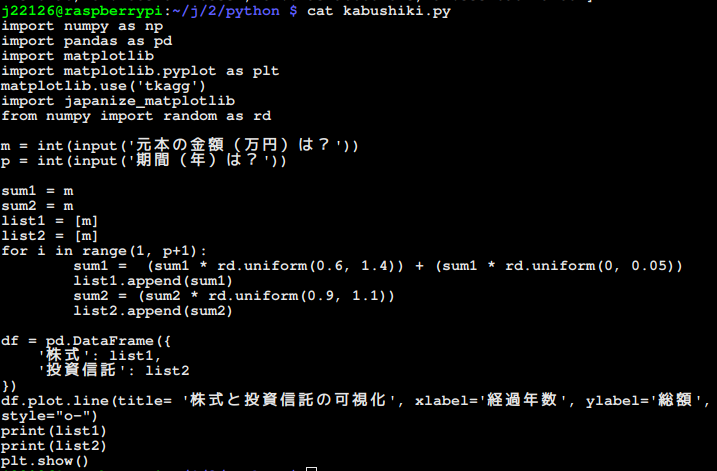 j22126@raspberrypi:~/j/2/python $ cat kabushiki.py
import numpy as np
import pandas as pd
import matplotlib
import matplotlib.pyplot as plt
matplotlib.use('tkagg')
import japanize_matplotlib
from numpy import random as rd

m = int(input('元本の金額（万円）は？'))
p = int(input('期間（年）は？'))

sum1 = m
sum2 = m
list1 = [m]
list2 = [m]
for i in range(1, p+1):
        sum1 =  (sum1 * rd.uniform(0.6, 1.4)) + (sum1 * rd.uniform(0, 0.05))
        list1.append(sum1)
        sum2 = (sum2 * rd.uniform(0.9, 1.1))
        list2.append(sum2)

df = pd.DataFrame({
    '株式': list1,
    '投資信託': list2
})
df.plot.line(title= '株式と投資信託の可視化', xlabel='経過年数', ylabel='総額',
style="o-")
print(list1)
print(list2)
plt.show()